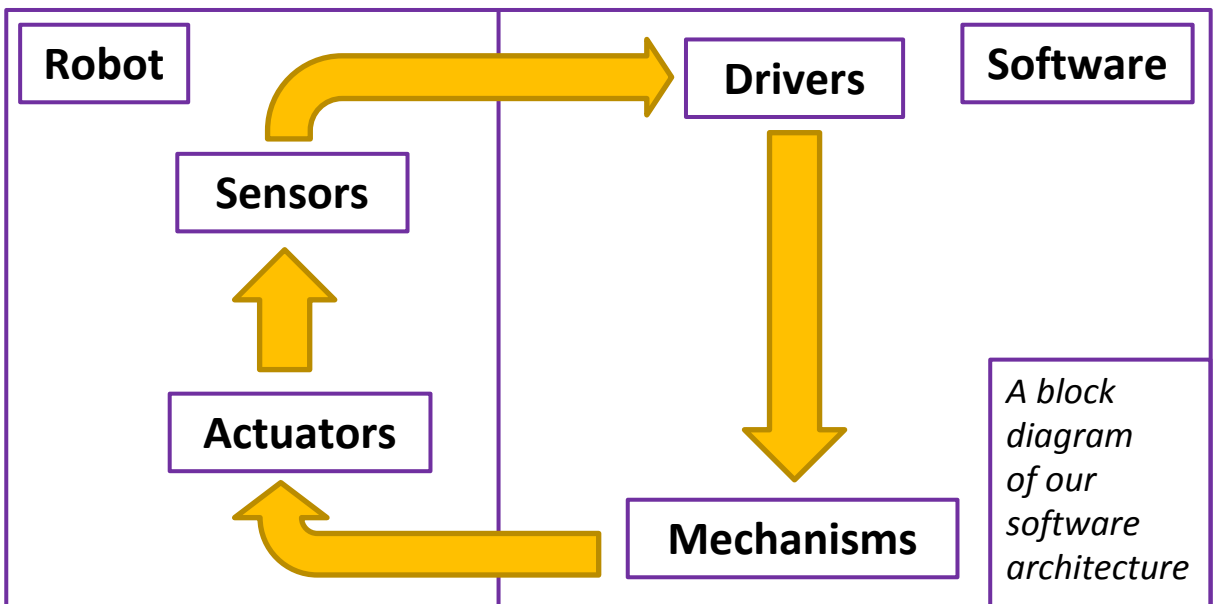 Robot
Drivers
Software
Sensors
Actuators
Mechanisms
A block
diagram
of our
software
architecture